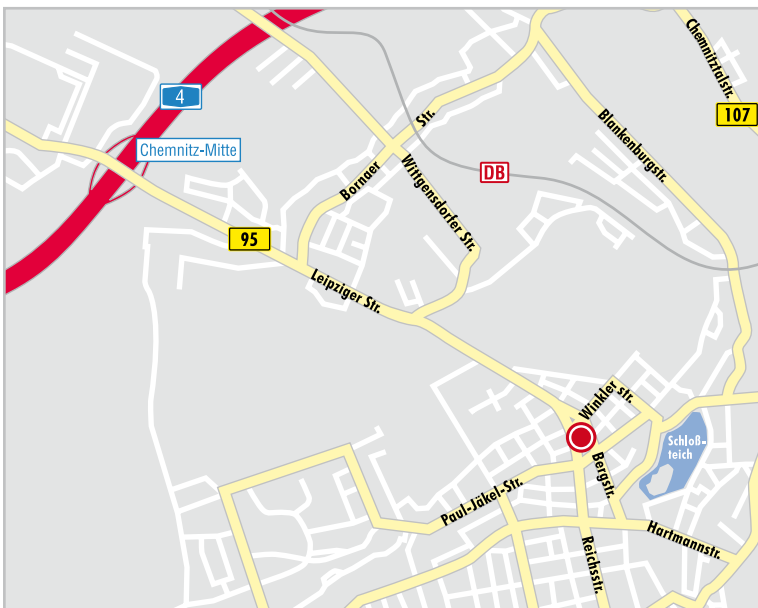 Chemnitztalstr.
4
107
Blankenburgstr.
Chemnitz-Mitte
Bornaer
Str.
Wittgensdorfer Str.
DB
95
Leipziger Str.
Winkler str.
Schloß-
teich
Bergstr.
Paul-Jäkel-Str.
Hartmannstr.
Reichsstr.